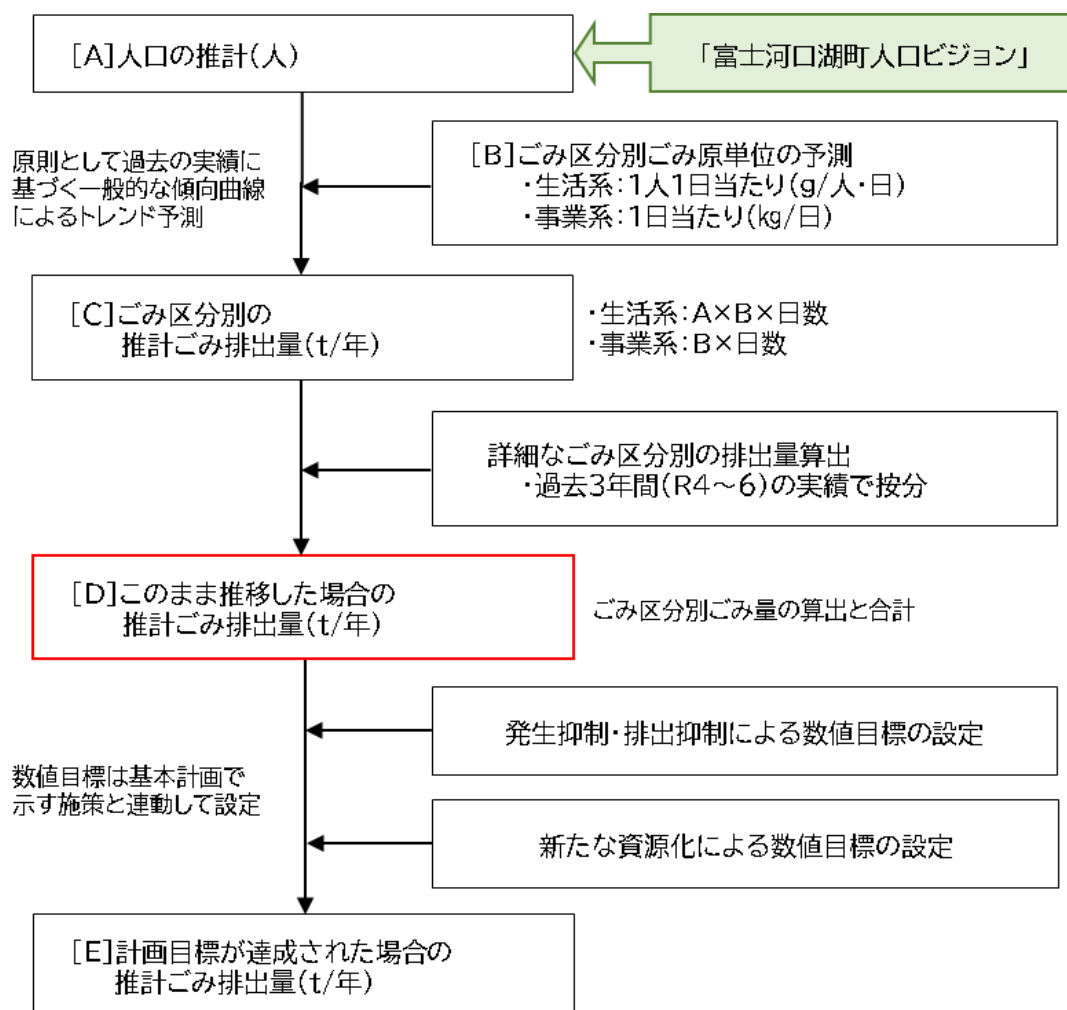 [A]人口の推計(人)
「富士河口湖町人口ビジョン」
原則として過去の実績に
基づく一般的な傾向曲線
によるトレンド予測
[B]ごみ区分別ごみ原単位の予測
・生活系：1人1日当たり(g/人・日)
・事業系：1日当たり(kg/日)
[C]ごみ区分別の
推計ごみ排出量(t/年)
・生活系：A×B×日数
・事業系：B×日数
詳細なごみ区分別の排出量算出
・過去3年間(R4～6)の実績で按分
[D]このまま推移した場合の
推計ごみ排出量(t/年)
ごみ区分別ごみ量の算出と合計
発生抑制・排出抑制による数値目標の設定
数値目標は基本計画で
示す施策と連動して設定
新たな資源化による数値目標の設定
[E]計画目標が達成された場合の
推計ごみ排出量(t/年)